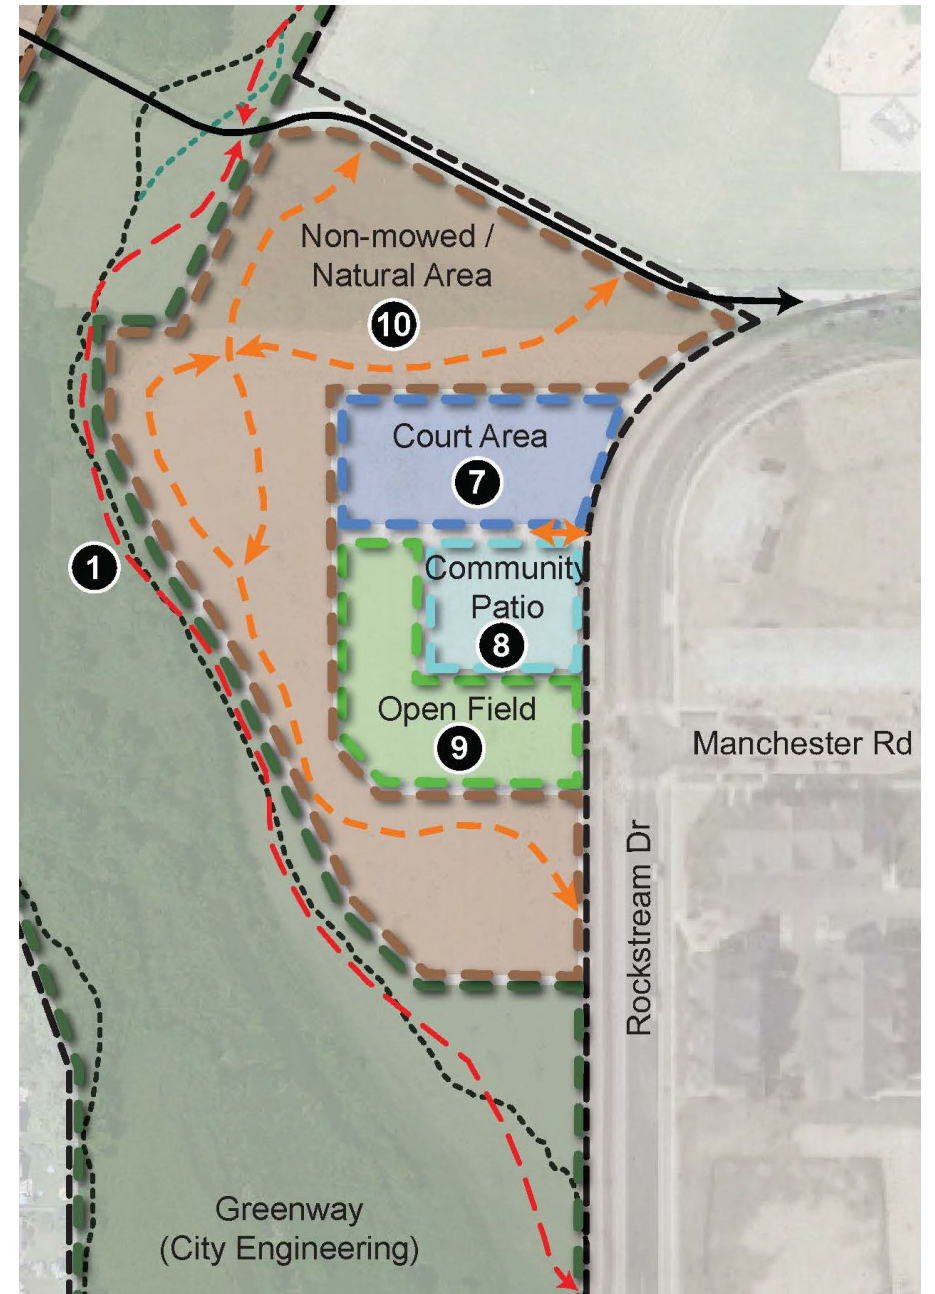 Non-mowed /
Natural Area
10
Court Area
7
1
Community
Patio
8
Open Field
9
Manchester Rd
Rockstream Dr
Greenway
(City Engineering)